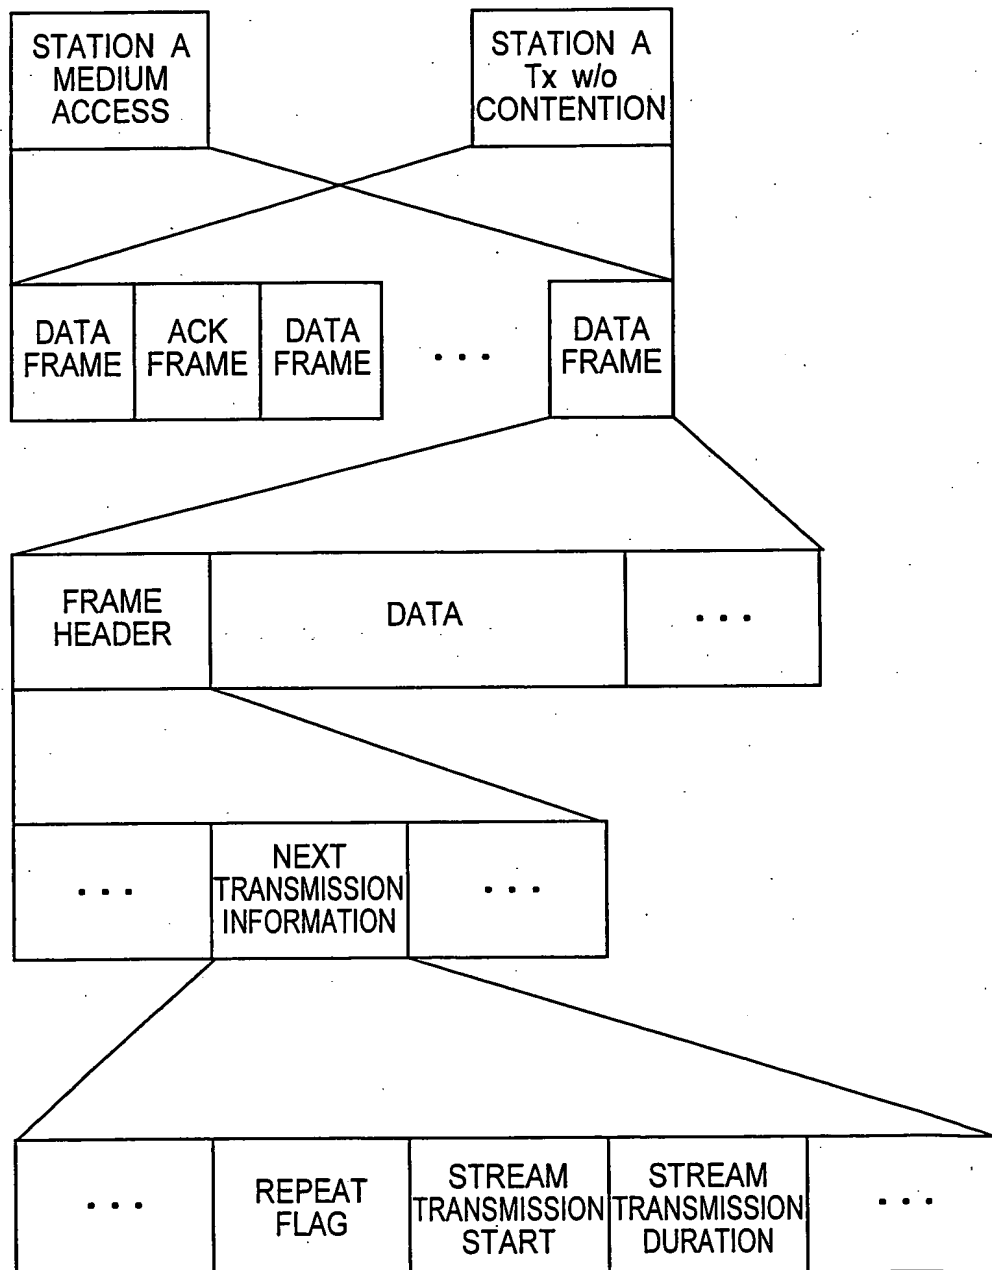 STATION A
MEDIUM
ACCESS
STATION A
Tx w/o
CONTENTION
DATA
FRAME
ACK
FRAME
DATA
FRAME
...
DATA
FRAME
FRAME
HEADER
DATA
...
...
NEXT
TRANSMISSION
INFORMATION
...
...
REPEAT
FLAG
STREAM
TRANSMISSION
START
STREAM
TRANSMISSION
DURATION
...